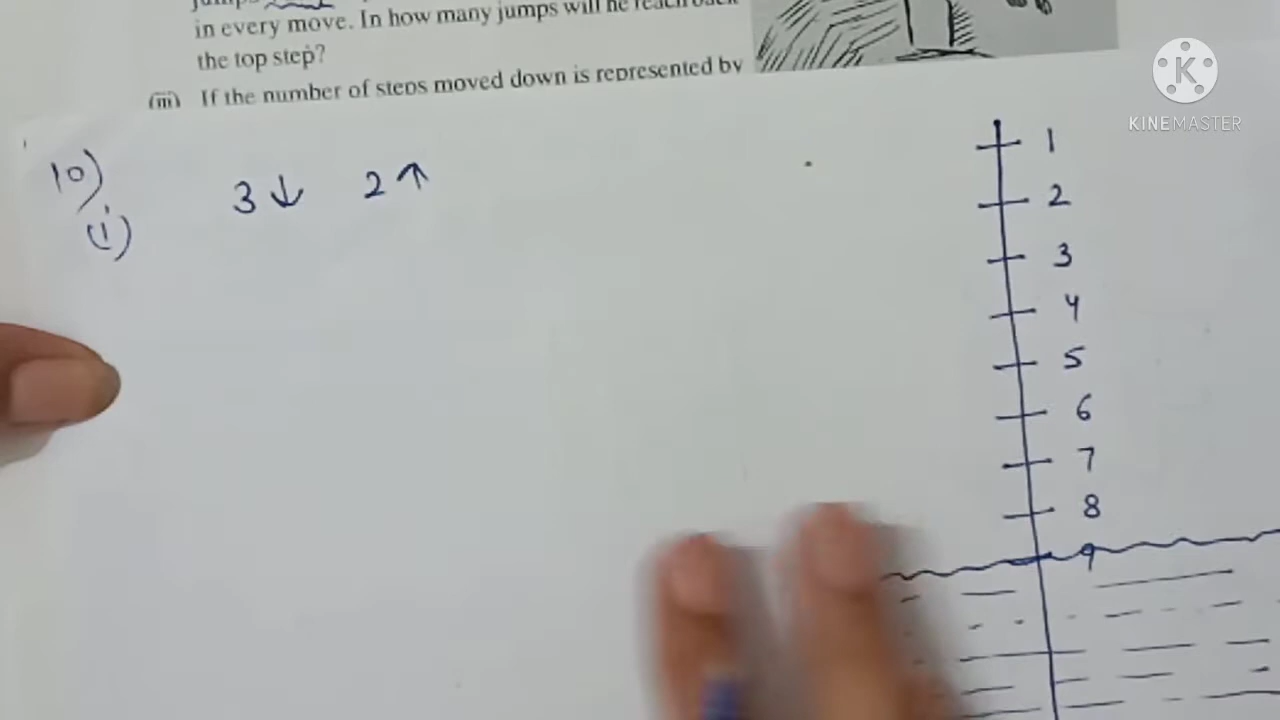 in every move. In how many jumps will he reach back
the top step?
(iii) If the number of steps moved down is represented by
K
KINEMASTER
10)
(i)
3 ↓ 2 ↑
1
2
3
4
5
6
7
8
9